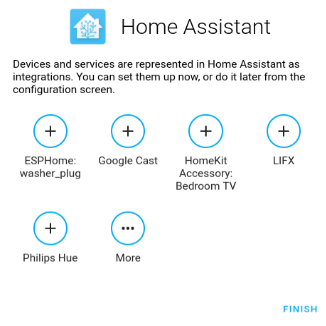 Home Assistant
Devices and services are represented in Home Assistant as
integrations. You can set them up now, or do it later from the
configuration screen.
ESPHome:
washer_plug
Google Cast
HomeKit
Accessory:
Bedroom TV
LIFX
Philips Hue
More
FINISH